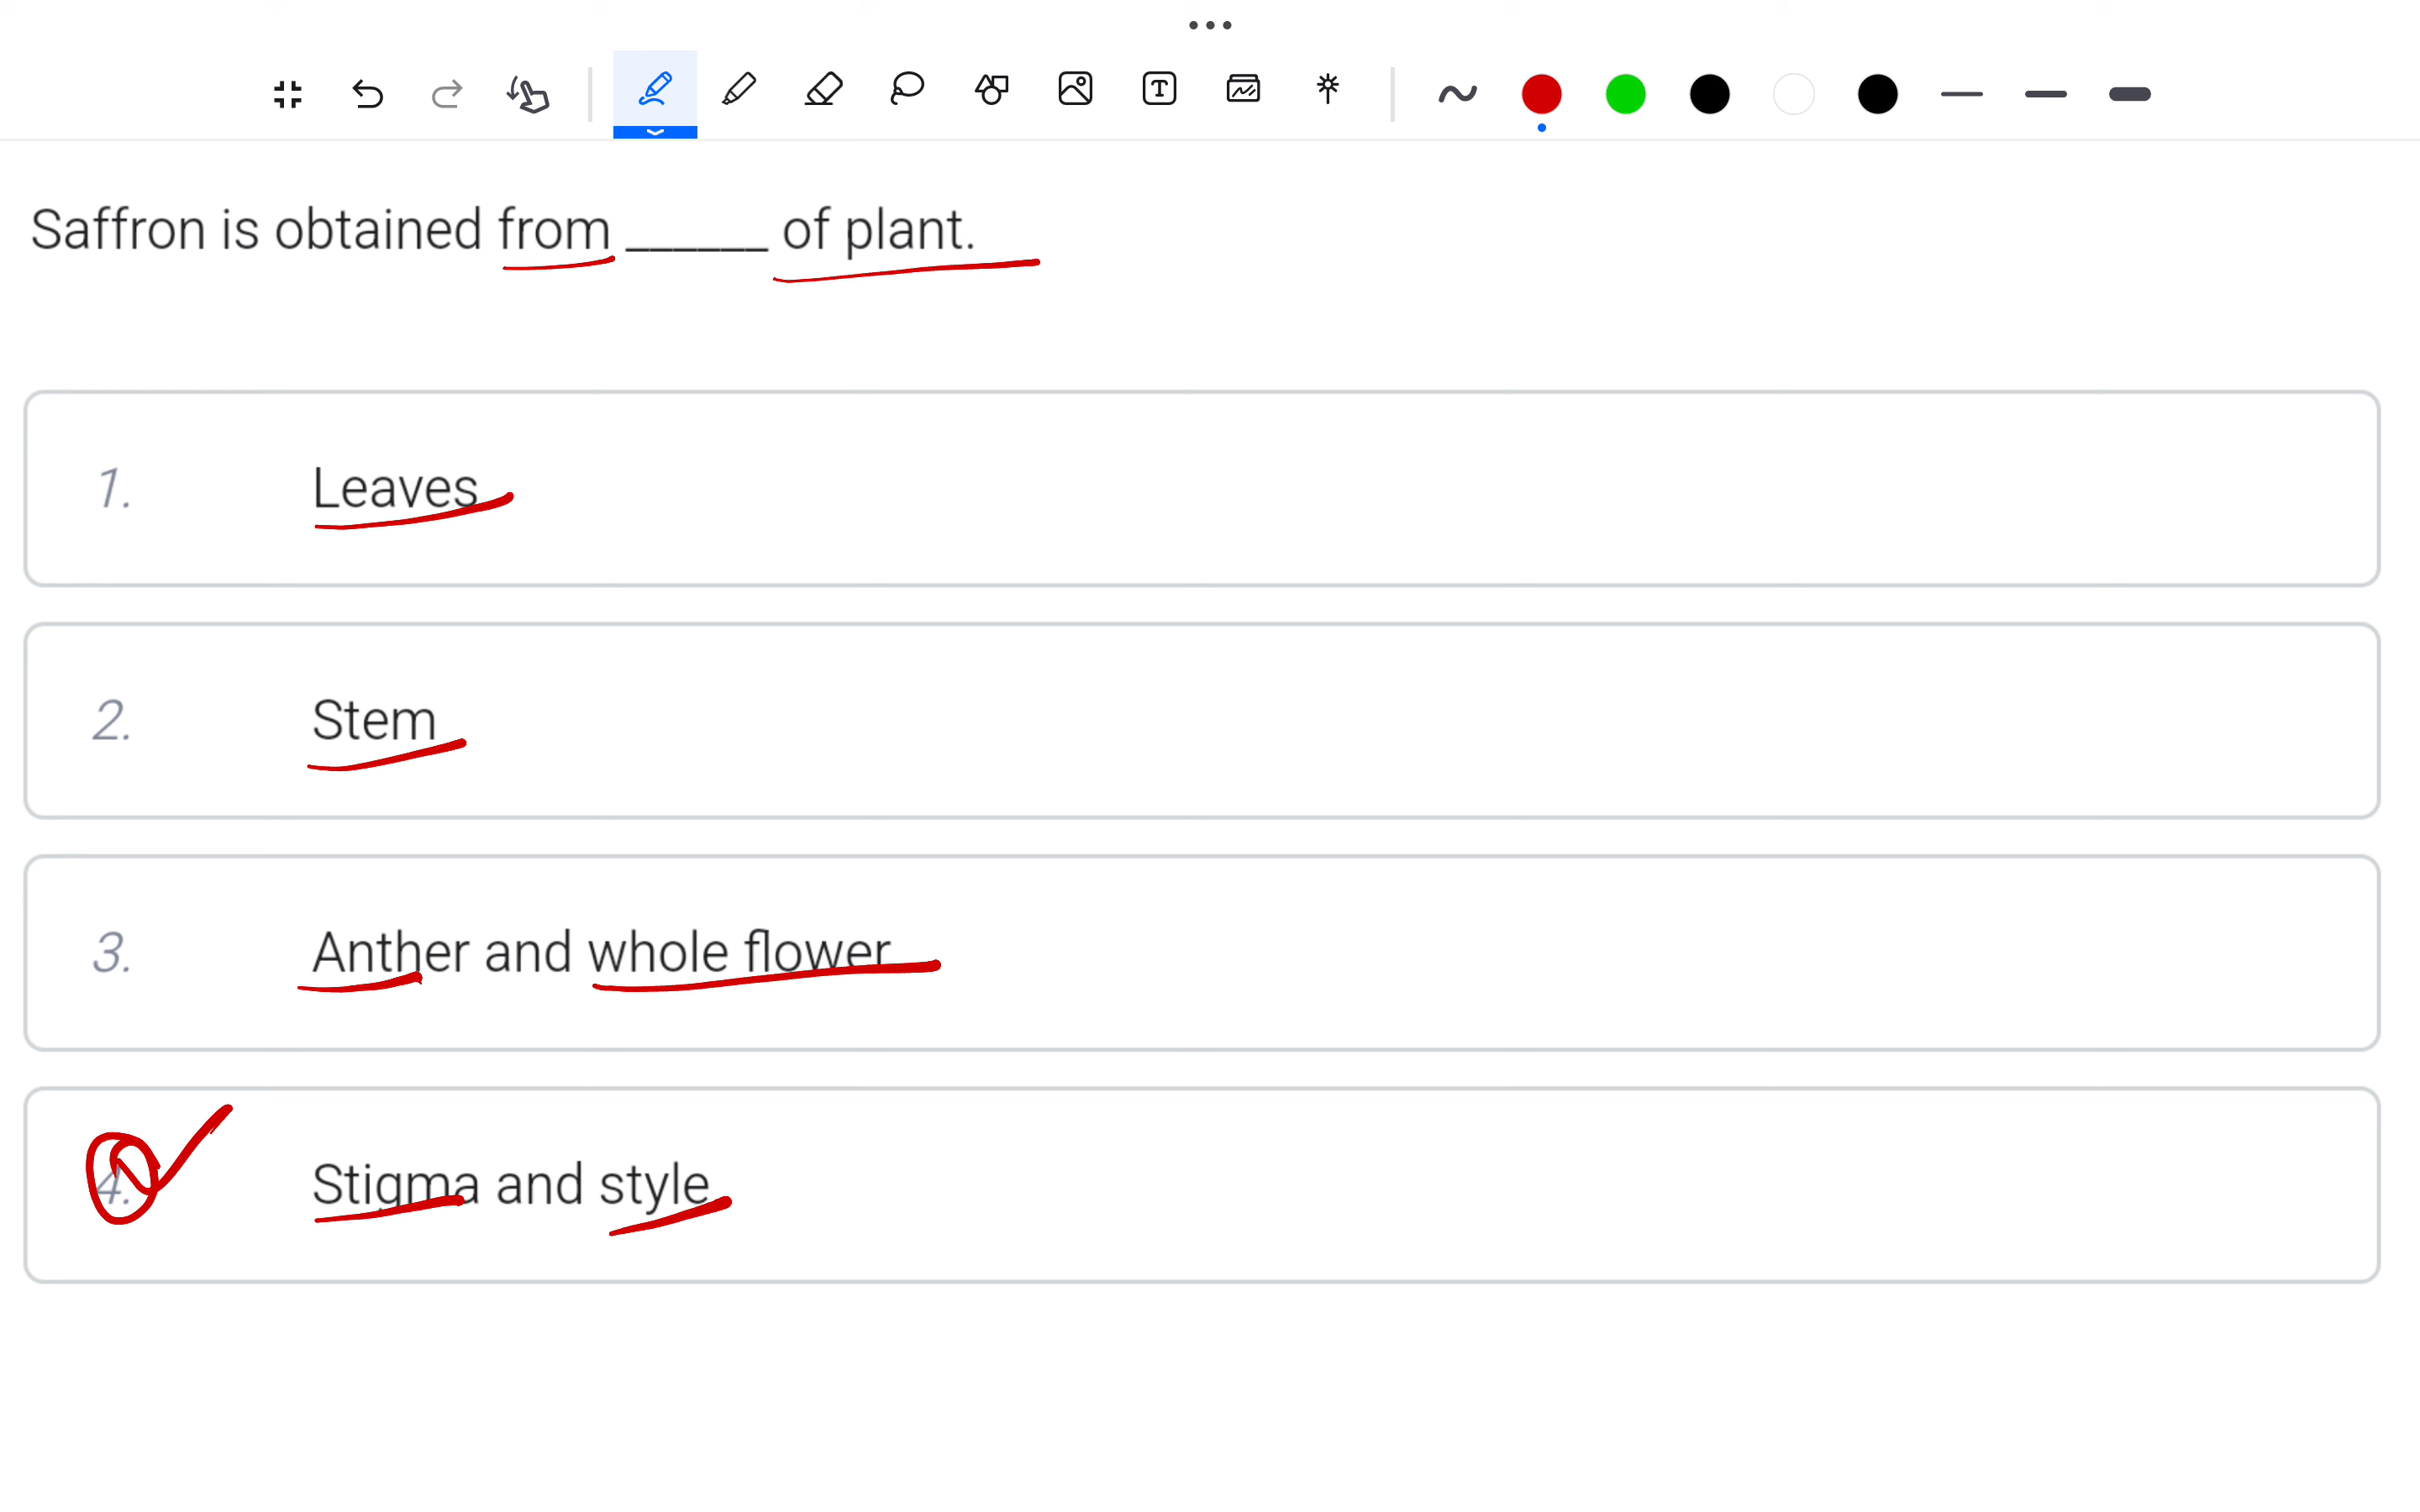 Saffron is obtained from ______ of plant.
1. Leaves
2. Stem
3. Anther and whole flower
4. Stigma and style